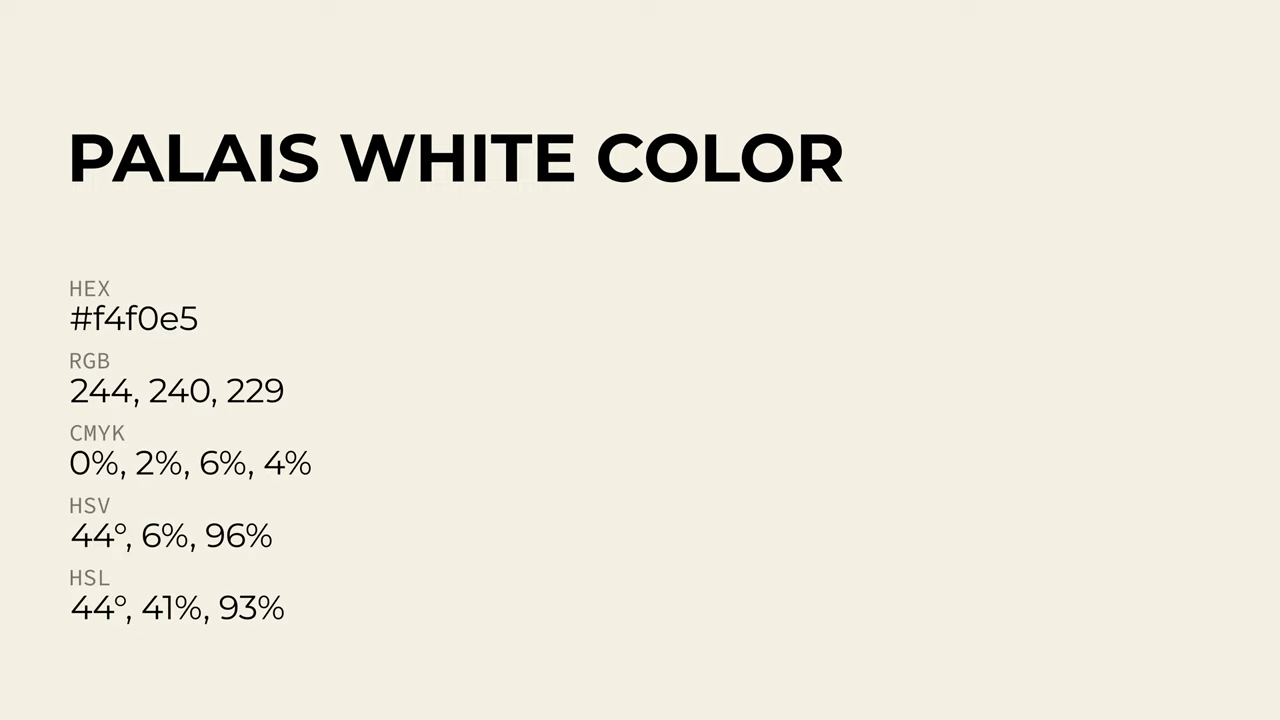 PALAIS WHITE COLOR
HEX
#f4f0e5
RGB
244, 240, 229
CMYK
0%, 2%, 6%, 4%
HSV
44°, 6%, 96%
HSL
44°, 41%, 93%